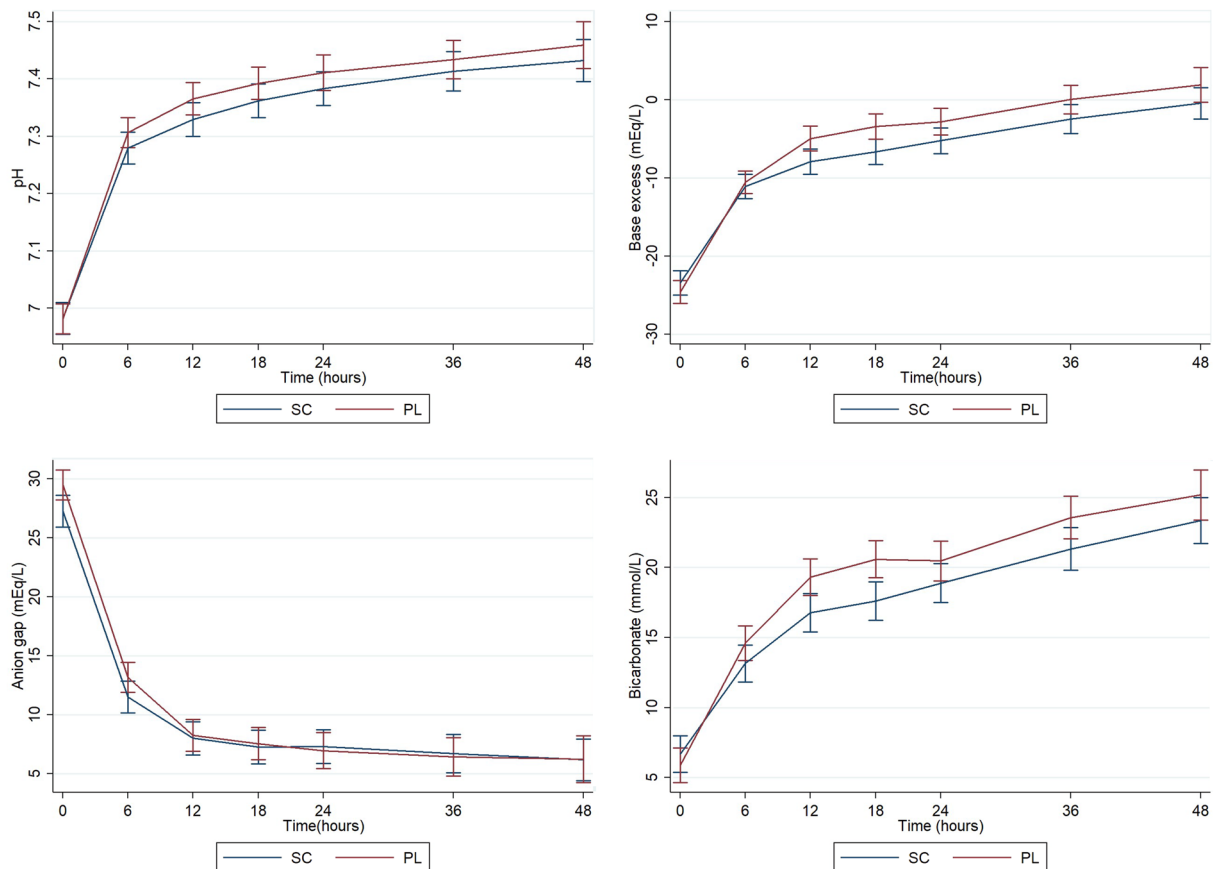 pH
7.5
7.4
7.3
7.2
7.1
7
0 6 12 18 24 36 48
Time (hours)
SC PL
Base excess (mEq/L)
10
0
-10
-20
-30
0 6 12 18 24 36 48
Time(hours)
SC PL
Anion gap (mEq/L)
30
25
20
15
10
5
0 6 12 18 24 36 48
Time(hours)
SC PL
Bicarbonate (mmol/L)
25
20
15
10
5
0 6 12 18 24 36 48
Time(hours)
SC PL